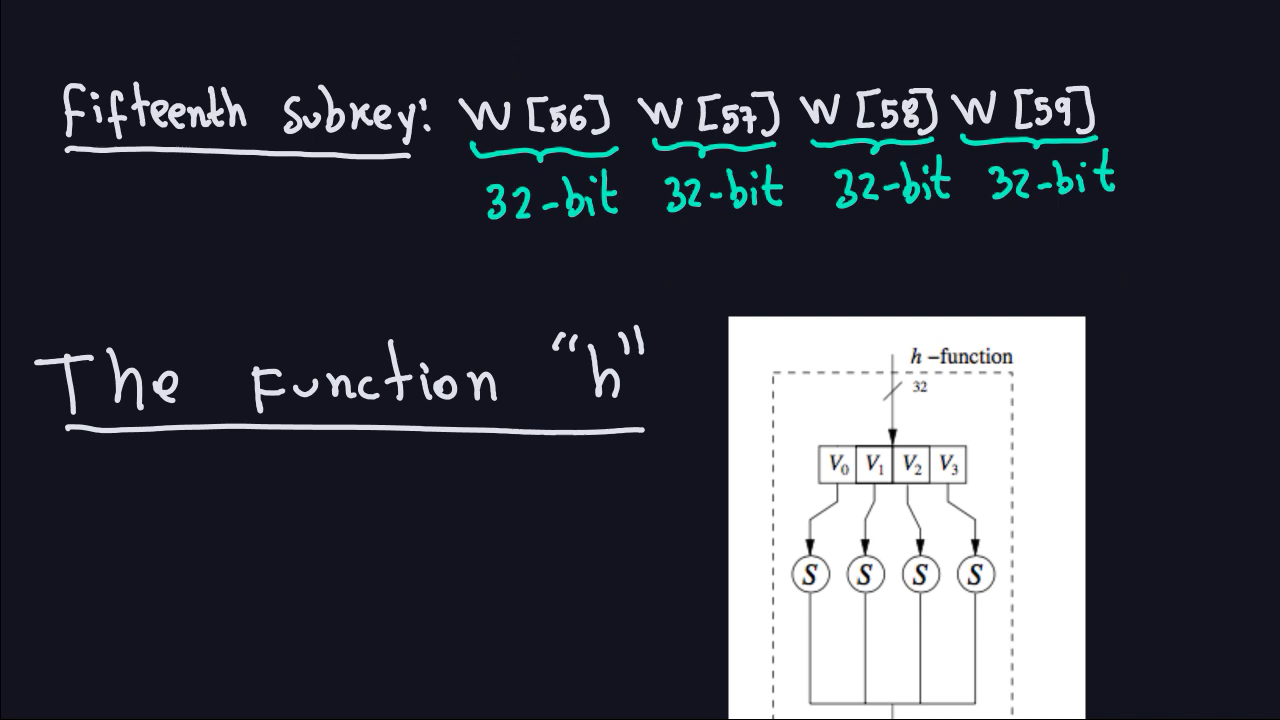 Fifteenth Subkey: W [56] W [57] W [58] W [59]
32-bit 32-bit 32-bit 32-bit
The Function "h"
h –function
32
V0 V1 V2 V3
S S S S